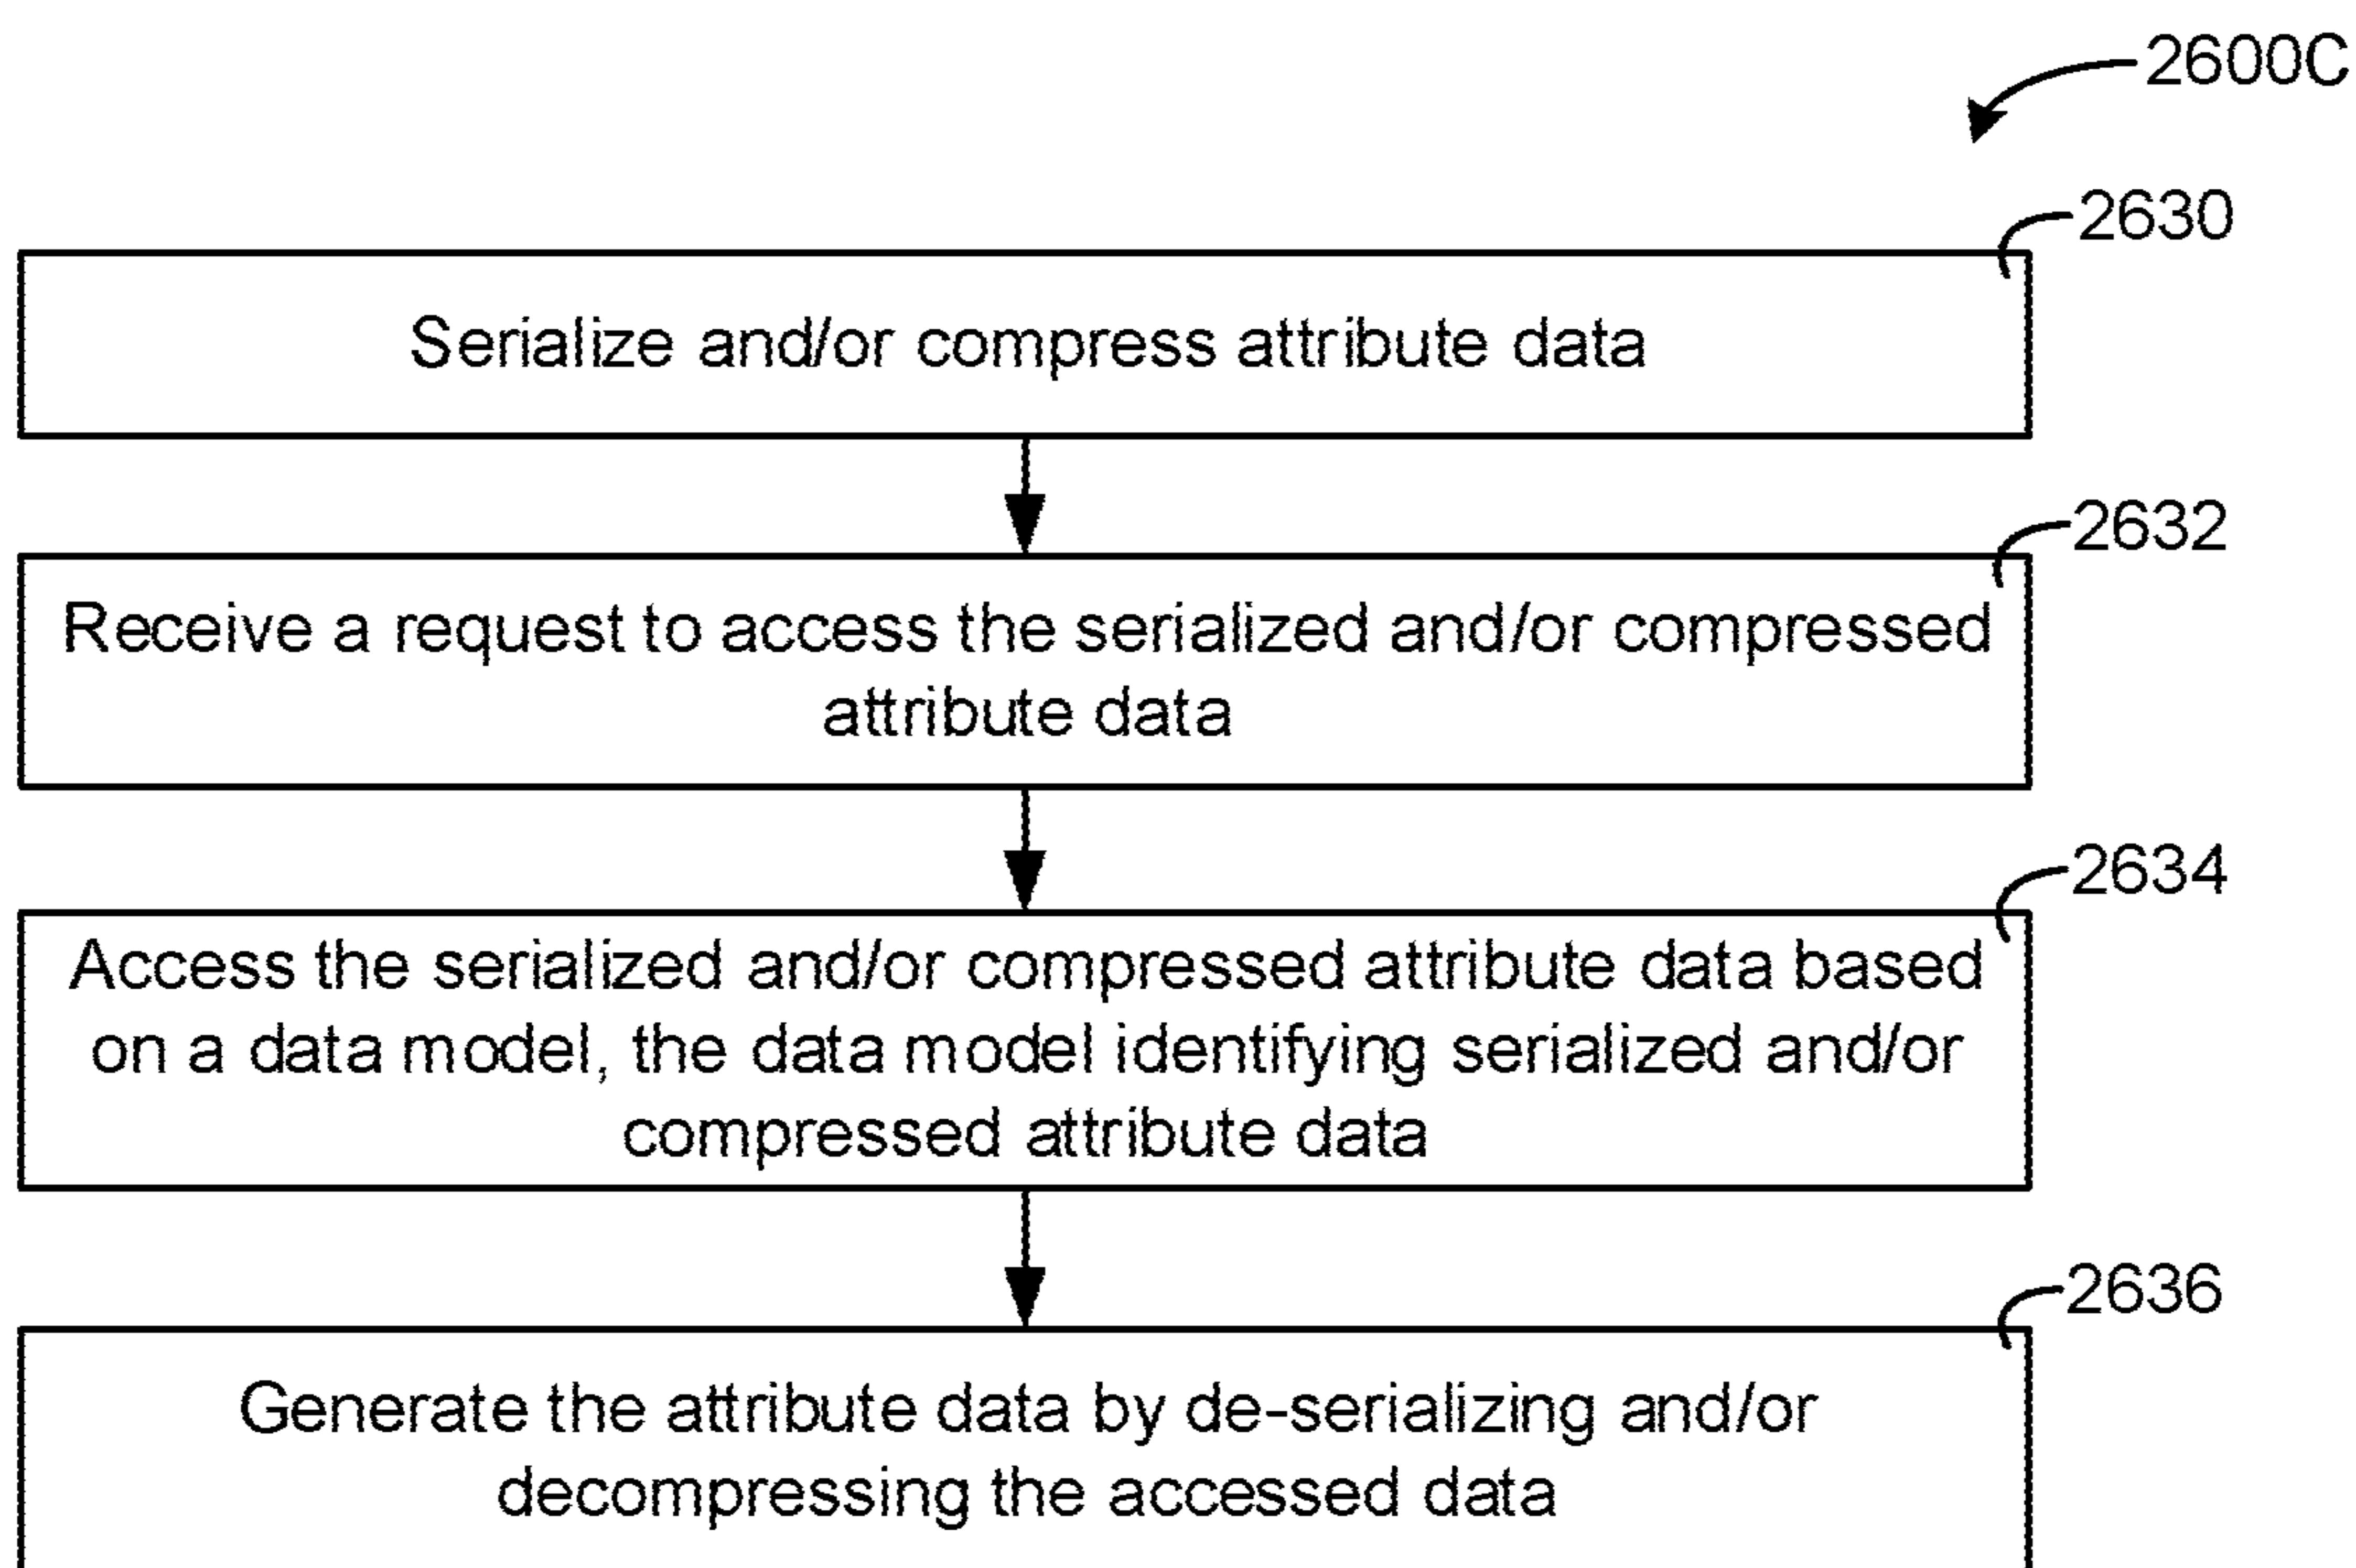 2600C
2630
Serialize and/or compress attribute data
2632
Receive a request to access the serialized and/or compressed
attribute data
2634
Access the serialized and/or compressed attribute data based
on a data model, the data model identifying serialized and/or
compressed attribute data
2636
Generate the attribute data by de-serializing and/or
decompressing the accessed data